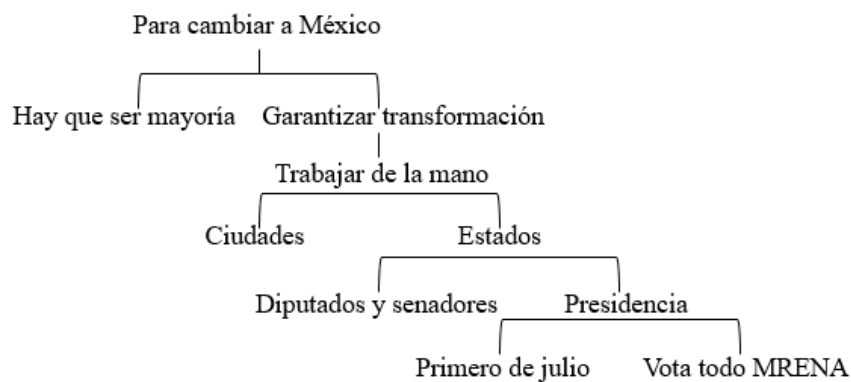 Para cambiar a México
Hay que ser mayoría Garantizar transformación
Trabajar de la mano
Ciudades Estados
Diputados y senadores Presidencia
Primero de julio Vota todo MRENA